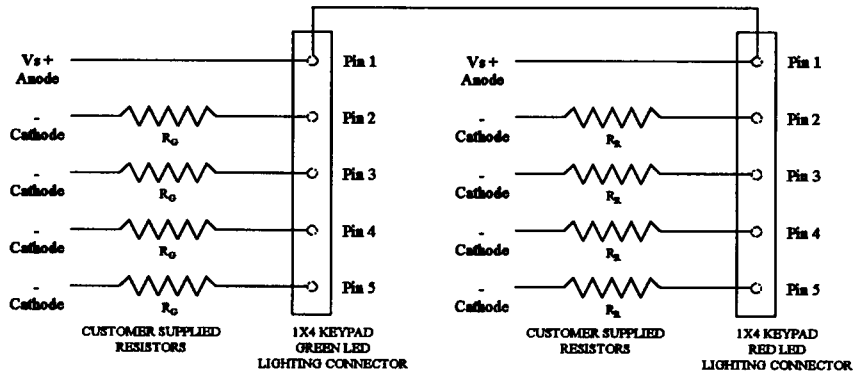 Vs +
Anode
Pin 1
-
Cathode
RG
Pin 2
-
Cathode
RG
Pin 3
-
Cathode
RG
Pin 4
-
Cathode
RG
Pin 5
CUSTOMER SUPPLIED
RESISTORS
1X4 KEYPAD
GREEN LED
LIGHTING CONNECTOR
Vs +
Anode
Pin 1
-
Cathode
RR
Pin 2
-
Cathode
RR
Pin 3
-
Cathode
RR
Pin 4
-
Cathode
RR
Pin 5
CUSTOMER SUPPLIED
RESISTORS
1X4 KEYPAD
RED LED
LIGHTING CONNECTOR